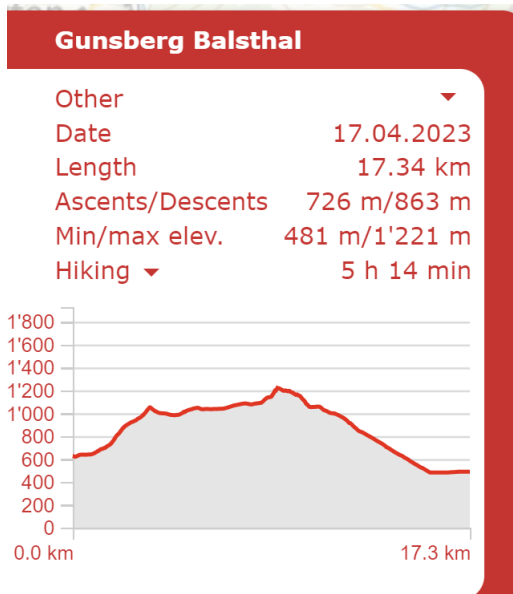 Gunsberg Balsthal
Other
Date 17.04.2023
Length 17.34 km
Ascents/Descents 726 m/863 m
Min/max elev. 481 m/1'221 m
Hiking 5 h 14 min
1'800
1'600
1'400
1'200
1'000
800
600
400
200
0
0.0 km 17.3 km